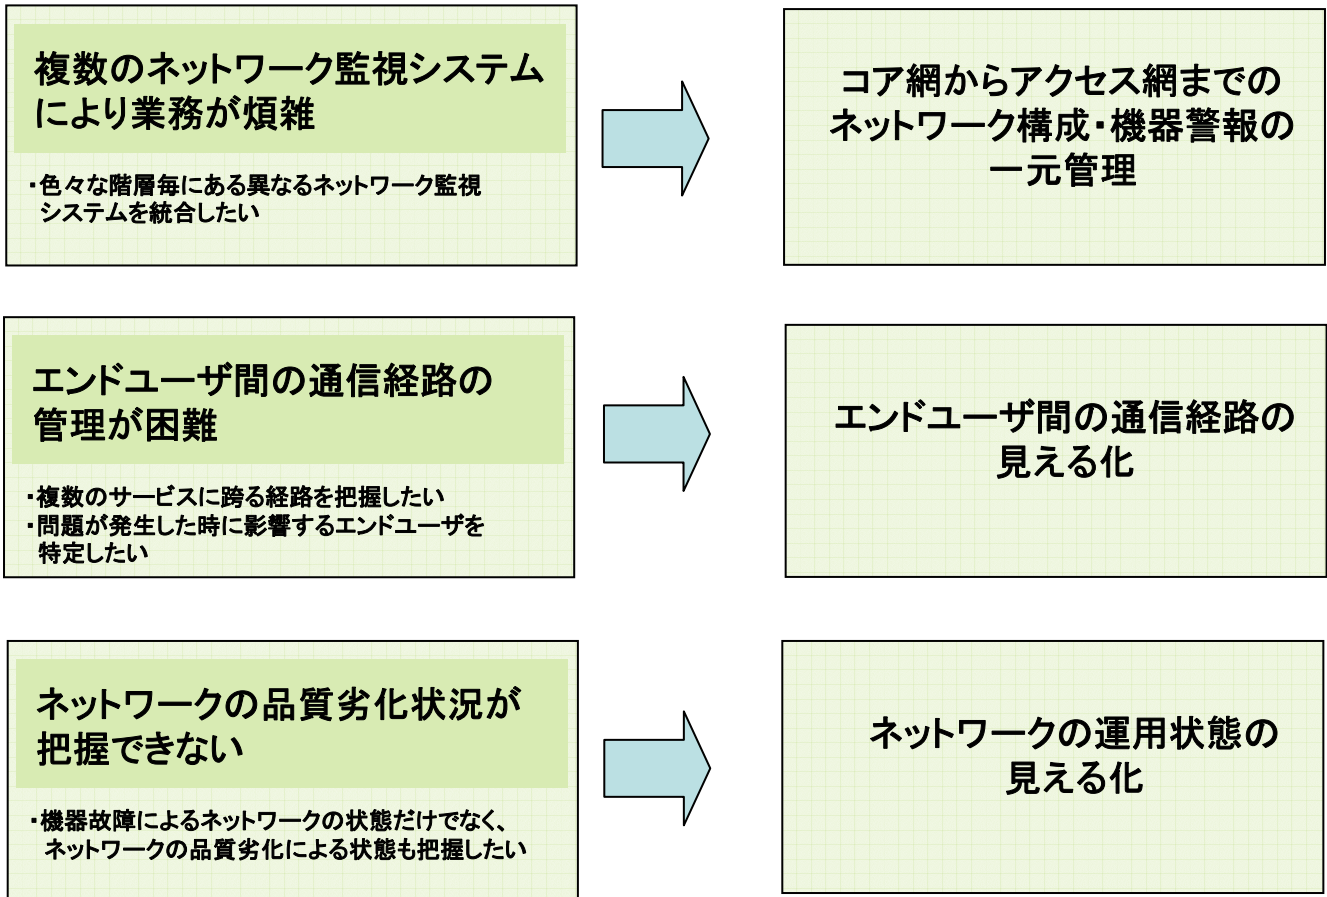 複数のネットワーク監視システム
により業務が煩雑
・色々な階層毎にある異なるネットワーク監視
システムを統合したい
コア網からアクセス網までの
ネットワーク構成・機器警報の
一元管理
エンドユーザ間の通信経路の
管理が困難
・複数のサービスに跨る経路を把握したい
・問題が発生した時に影響するエンドユーザを
特定したい
エンドユーザ間の通信経路の
見える化
ネットワークの品質劣化状況が
把握できない
・機器故障によるネットワークの状態だけでなく、
ネットワークの品質劣化による状態も把握したい
ネットワークの運用状態の
見える化